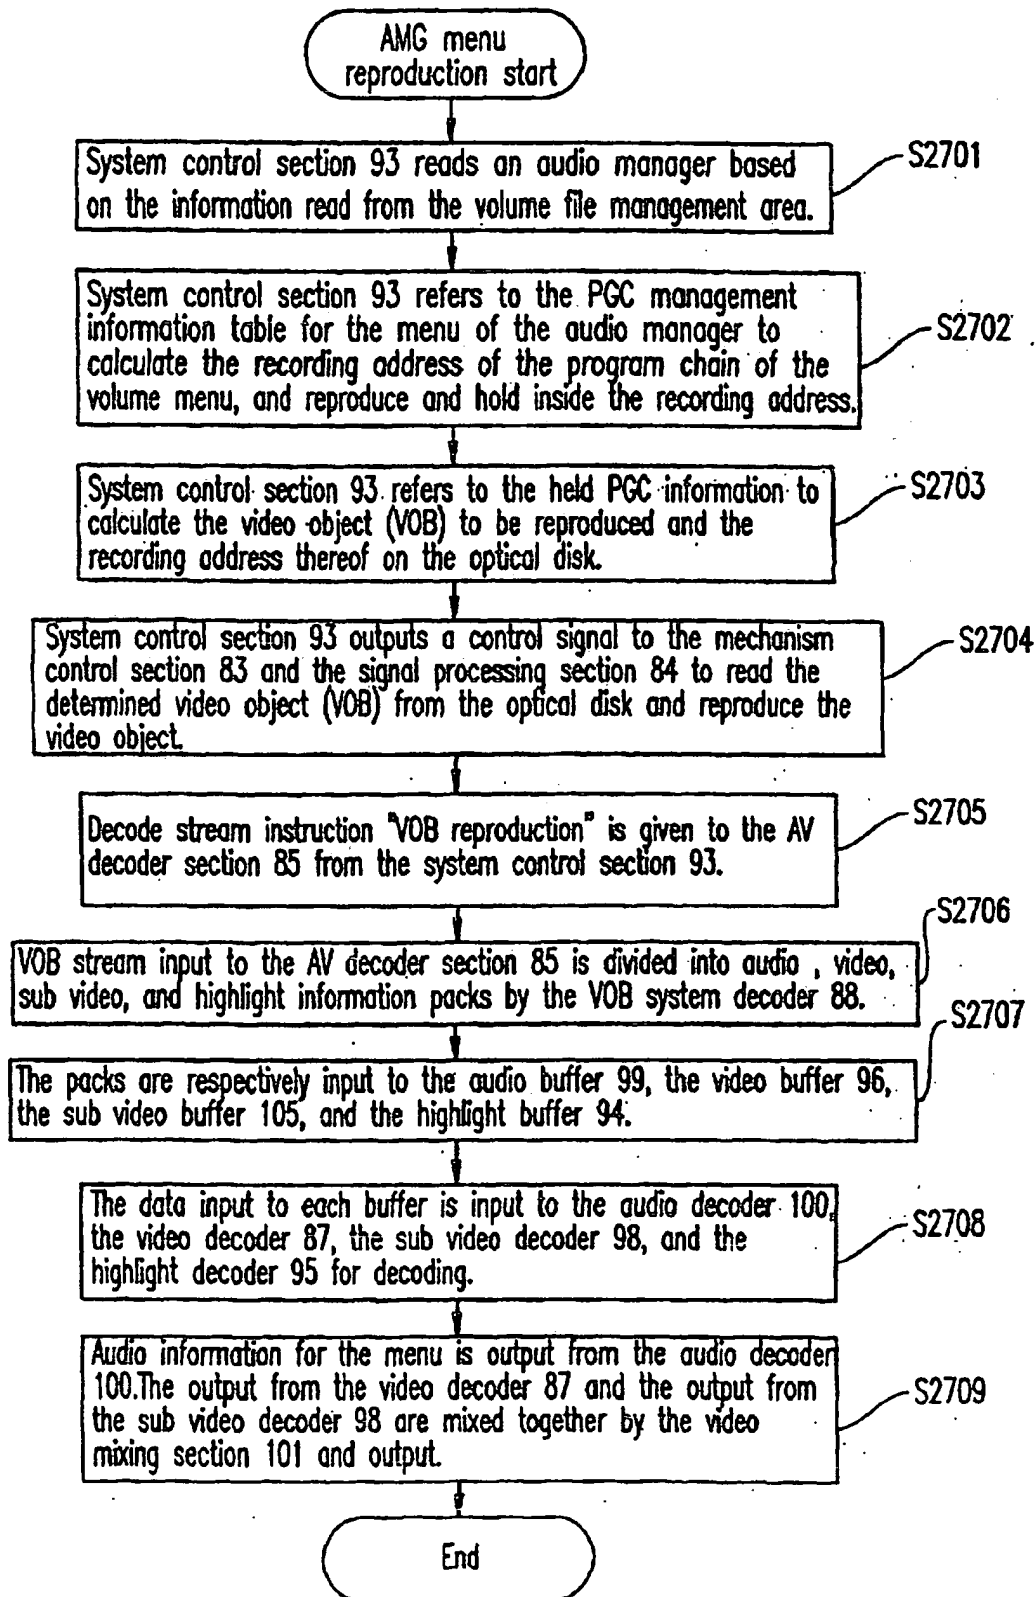 AMG menu
reproduction start
System control section 93 reads an audio manager based
on the information read from the volume file management area.
S2701
System control section 93 refers to the PGC management
information table for the menu of the audio manager to
calculate the recording address of the program chain of the
volume menu, and reproduce and hold inside the recording address.
S2702
System control section 93 refers to the held PGC information to
calculate the video object (VOB) to be reproduced and the
recording address thereof on the optical disk.
S2703
System control section 93 outputs a control signal to the mechanism
control section 83 and the signal processing section 84 to read the
determined video object (VOB) from the optical disk and reproduce the
video object.
S2704
Decode stream instruction "VOB reproduction" is given to the AV
decoder section 85 from the system control section 93.
S2705
VOB stream input to the AV decoder section 85 is divided into audio , video,
sub video, and highlight information packs by the VOB system decoder 88.
S2706
The packs are respectively input to the audio buffer 99, the video buffer 96,
the sub video buffer 105, and the highlight buffer 94.
S2707
The data input to each buffer is input to the audio decoder 100,
the video decoder 87, the sub video decoder 98, and the
highlight decoder 95 for decoding.
S2708
Audio information for the menu is output from the audio decoder
100.The output from the video decoder 87 and the output from
the sub video decoder 98 are mixed together by the video
mixing section 101 and output.
S2709
End